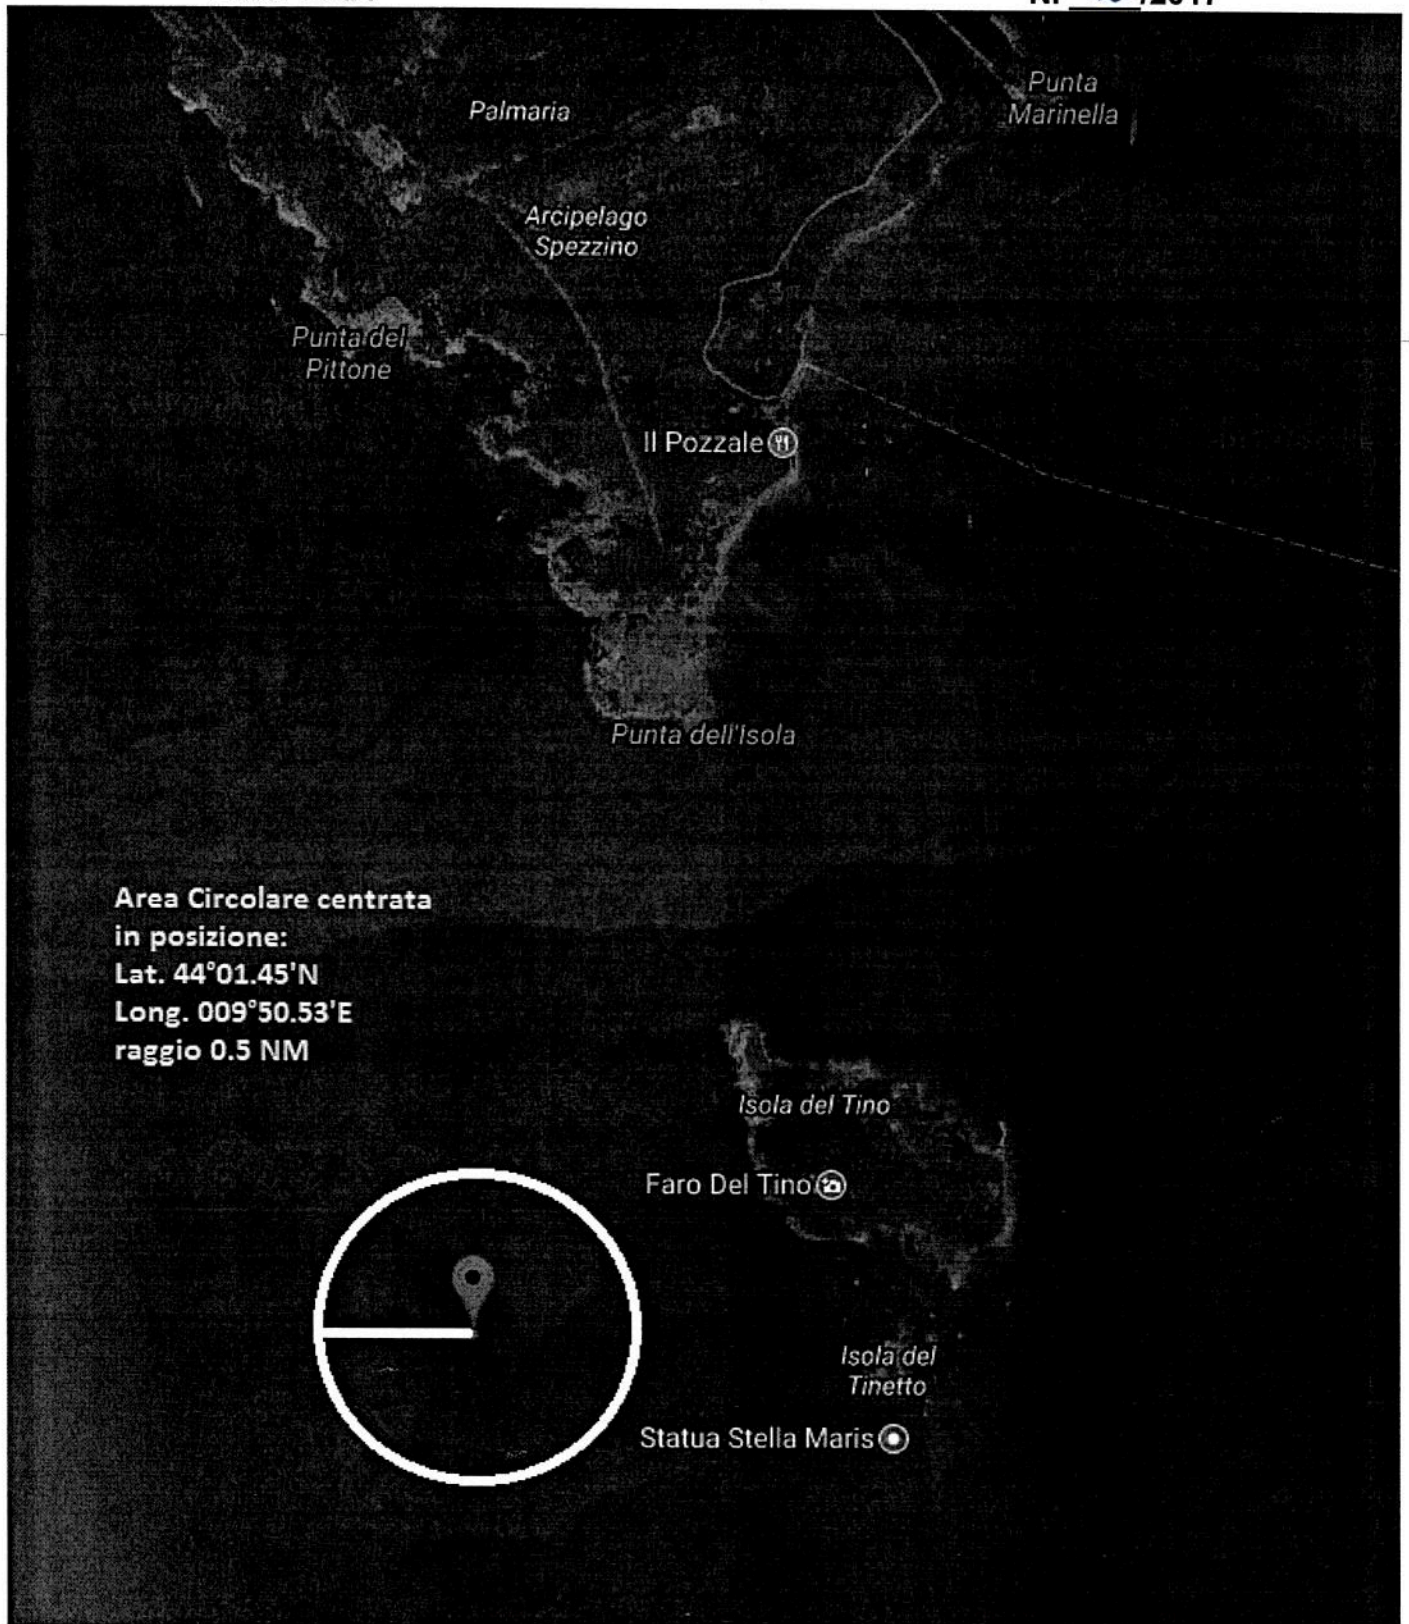 /2017
Punta
Marinella
Palmaria
Arcipelago
Spezzino
Punta del
Pittone
Il Pozzale
Punta dell'Isola
Area Circolare centrata
in posizione:
Lat. 44°01.45'N
Long. 009°50.53'E
raggio 0.5 NM
Isola del Tino
Faro Del Tino
Isola del
Tinetto
Statua Stella Maris